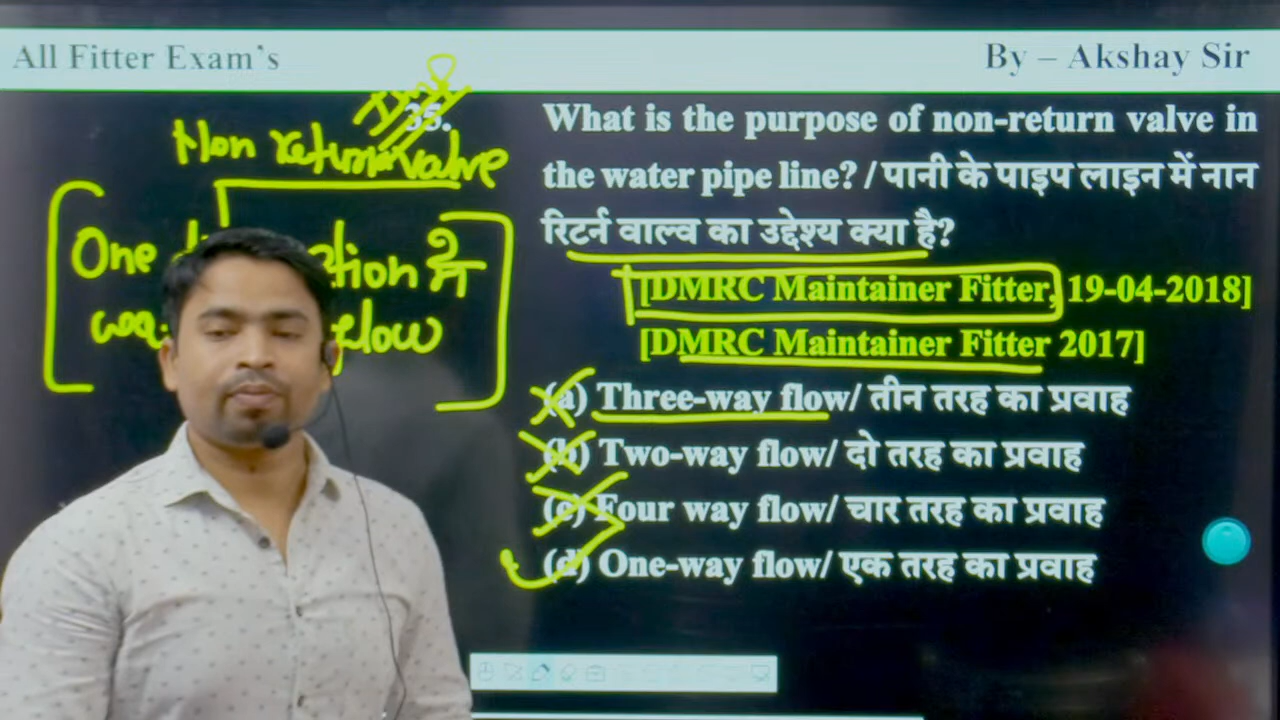 All Fitter Exam's
By – Akshay Sir
35.
Non return valve
One
में
flow
What is the purpose of non-return valve in
the water pipe line? / पानी के पाइप लाइन में नान
रिटर्न वाल्व का उद्देश्य क्या है?
[DMRC Maintainer Fitter, 19-04-2018]
[DMRC Maintainer Fitter 2017]
(a) Three-way flow/ तीन तरह का प्रवाह
(b) Two-way flow/ दो तरह का प्रवाह
(c) Four way flow/ चार तरह का प्रवाह
(d) One-way flow/ एक तरह का प्रवाह